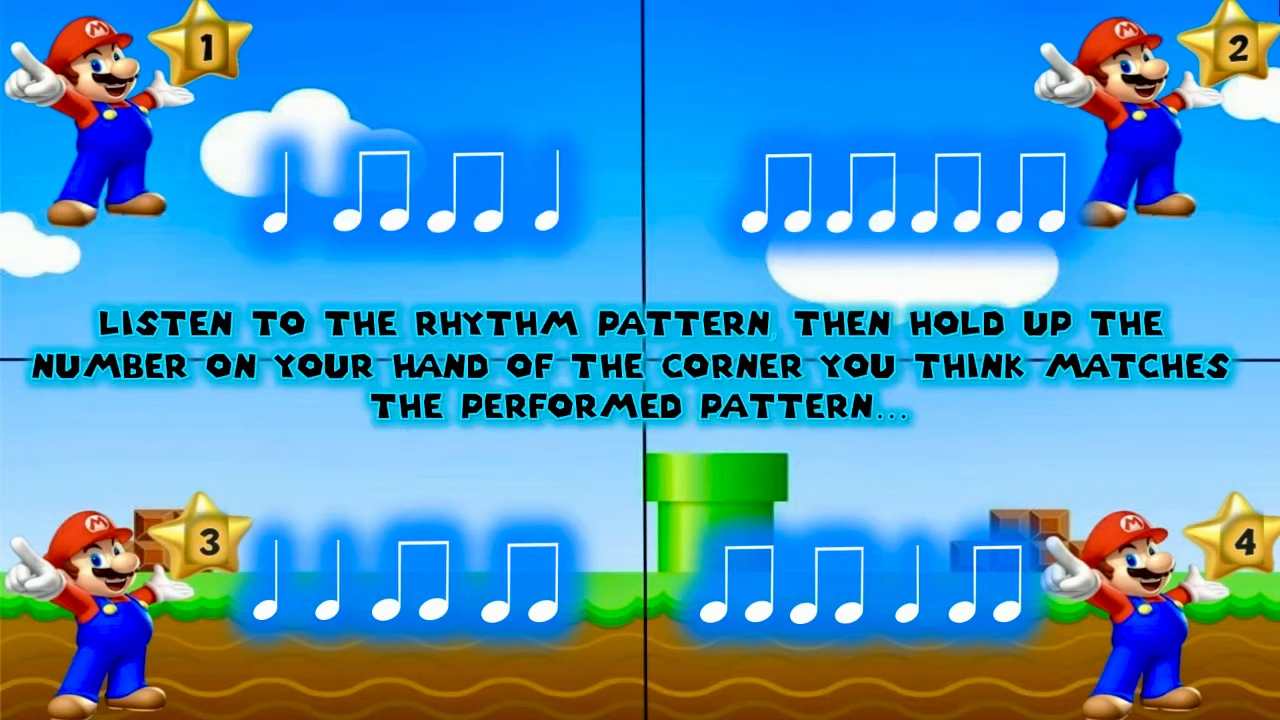 1
2
LISTEN TO THE RHYTHM PATTERN, THEN HOLD UP THE
NUMBER ON YOUR HAND OF THE CORNER YOU THINK MATCHES
THE PERFORMED PATTERN...
3
4